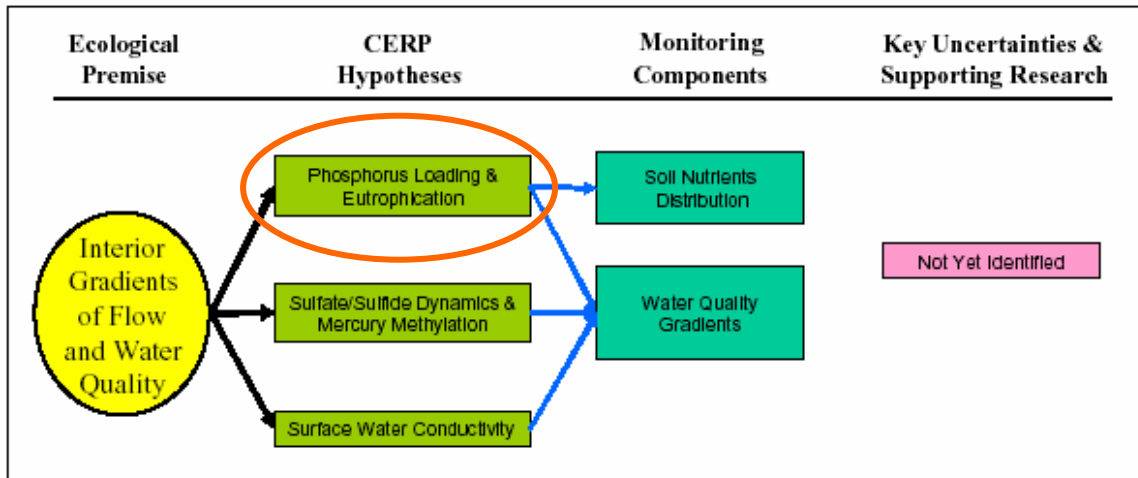 Ecological
Premise
CERP
Hypotheses
Monitoring
Components
Key Uncertainties &
Supporting Research
Interior
Gradients
of Flow
and Water
Quality
Phosphorus Loading &
Eutrophication
Sulfate/Sulfide Dynamics &
Mercury Methylation
Surface Water Conductivity
Soil Nutrients
Distribution
Water Quality
Gradients
Not Yet Identified